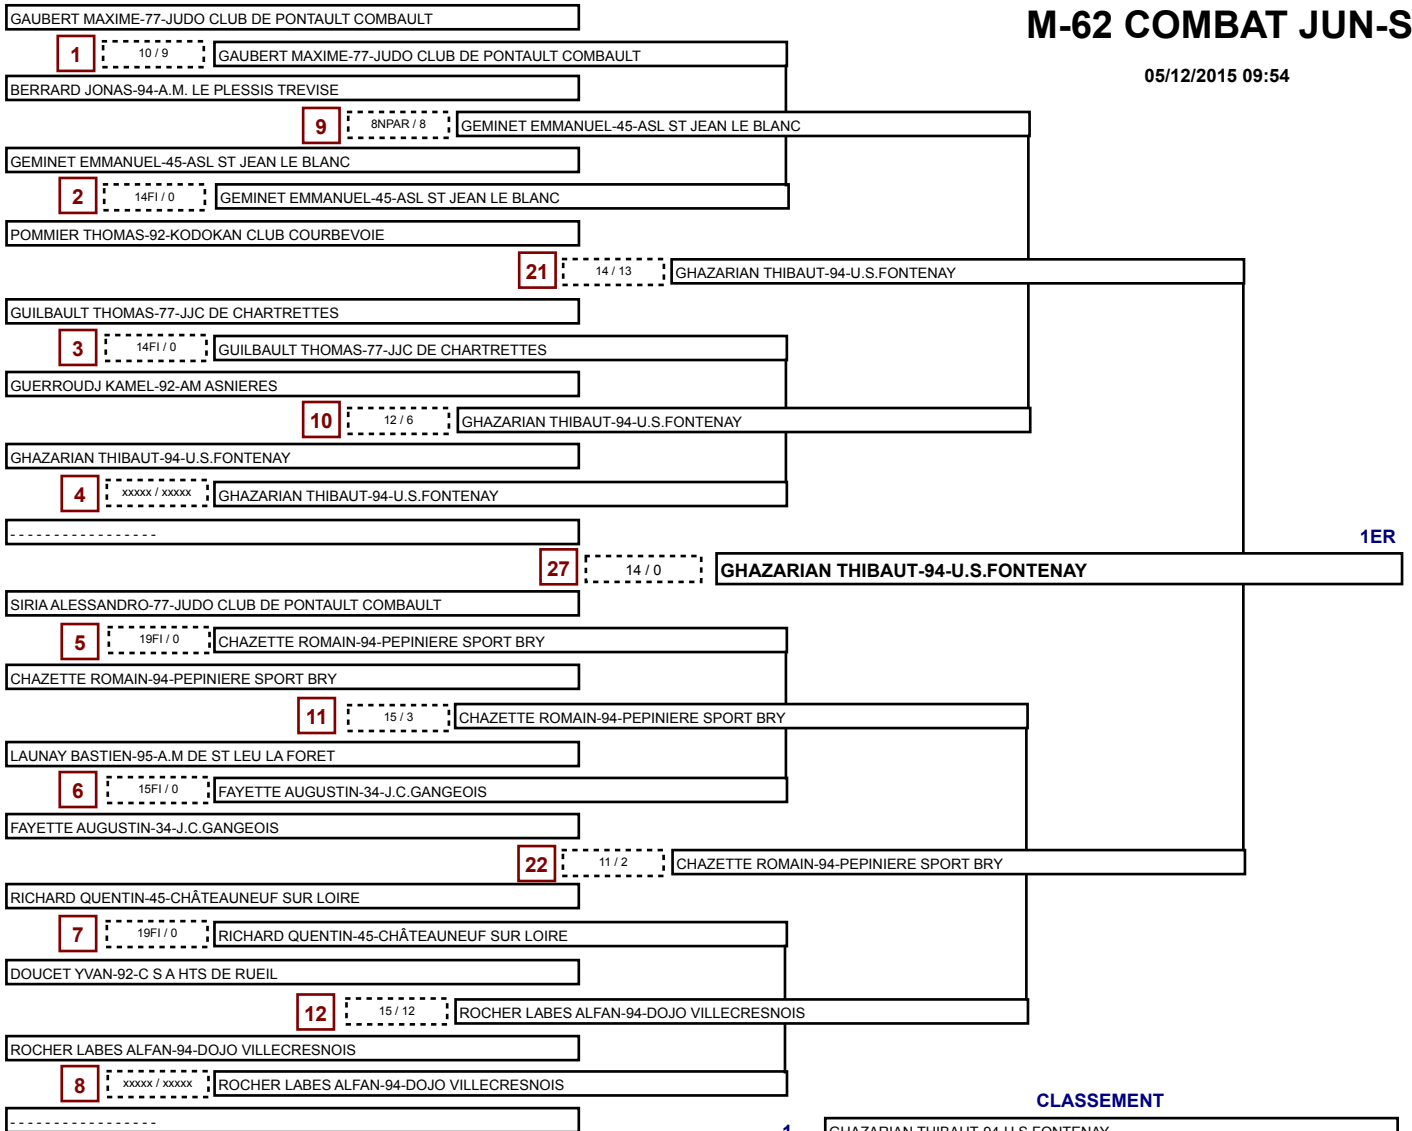 GAUBERT MAXIME-77-JUDO CLUB DE PONTAULT COMBAULT
M-62 COMBAT JUN-S
1 10 / 9 GAUBERT MAXIME-77-JUDO CLUB DE PONTAULT COMBAULT
05/12/2015 09:54
BERRARD JONAS-94-A.M. LE PLESSIS TREVISE
9 8NPAR / 8 GEMINET EMMANUEL-45-ASL ST JEAN LE BLANC
GEMINET EMMANUEL-45-ASL ST JEAN LE BLANC
2 14FI / 0 GEMINET EMMANUEL-45-ASL ST JEAN LE BLANC
POMMIER THOMAS-92-KODOKAN CLUB COURBEVOIE
21 14 / 13 GHAZARIAN THIBAUT-94-U.S.FONTENAY
GUILBAULT THOMAS-77-JJC DE CHARTRETTES
3 14FI / 0 GUILBAULT THOMAS-77-JJC DE CHARTRETTES
GUERROUDJ KAMEL-92-AM ASNIERES
10 12 / 6 GHAZARIAN THIBAUT-94-U.S.FONTENAY
GHAZARIAN THIBAUT-94-U.S.FONTENAY
4 xxxxx / xxxxx GHAZARIAN THIBAUT-94-U.S.FONTENAY
- - - - - - - - - - - - - - - - -
1ER
27 14 / 0 GHAZARIAN THIBAUT-94-U.S.FONTENAY
SIRIA ALESSANDRO-77-JUDO CLUB DE PONTAULT COMBAULT
5 19FI / 0 CHAZETTE ROMAIN-94-PEPINIERE SPORT BRY
CHAZETTE ROMAIN-94-PEPINIERE SPORT BRY
11 15 / 3 CHAZETTE ROMAIN-94-PEPINIERE SPORT BRY
LAUNAY BASTIEN-95-A.M DE ST LEU LA FORET
6 15FI / 0 FAYETTE AUGUSTIN-34-J.C.GANGEOIS
FAYETTE AUGUSTIN-34-J.C.GANGEOIS
22 11 / 2 CHAZETTE ROMAIN-94-PEPINIERE SPORT BRY
RICHARD QUENTIN-45-CHÂTEAUNEUF SUR LOIRE
7 19FI / 0 RICHARD QUENTIN-45-CHÂTEAUNEUF SUR LOIRE
DOUCET YVAN-92-C S A HTS DE RUEIL
12 15 / 12 ROCHER LABES ALFAN-94-DOJO VILLECRESNOIS
ROCHER LABES ALFAN-94-DOJO VILLECRESNOIS
8 xxxxx / xxxxx ROCHER LABES ALFAN-94-DOJO VILLECRESNOIS
CLASSEMENT
- - - - - - - - - - - - - - - - -
1 GHAZARIAN THIBAUT-94-U.S.FONTENAY